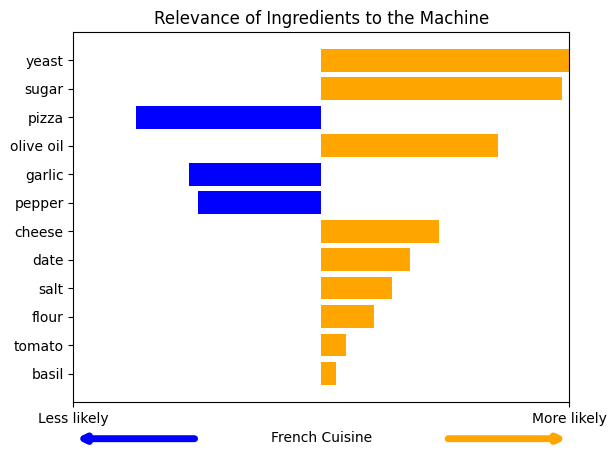 Relevance of Ingredients to the Machine
yeast
sugar
pizza
olive oil
garlic
pepper
cheese
date
salt
flour
tomato
basil
Less likely
More likely
French Cuisine